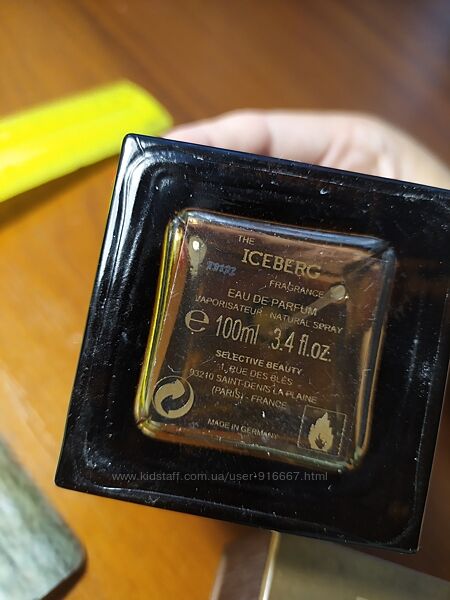 THE
ICEBERG
FRAGRANCE
EAU DE PARFUM
VAPORISATEUR - NATURAL SPRAY
℮ 100ml 3.4 fl.oz.
SELECTIVE BEAUTY
1, RUE DES BLÉS
93210 SAINT-DENIS LA PLAINE
(PARIS) - FRANCE
MADE IN GERMANY
www.kidstaff.com.ua/user-916667.html